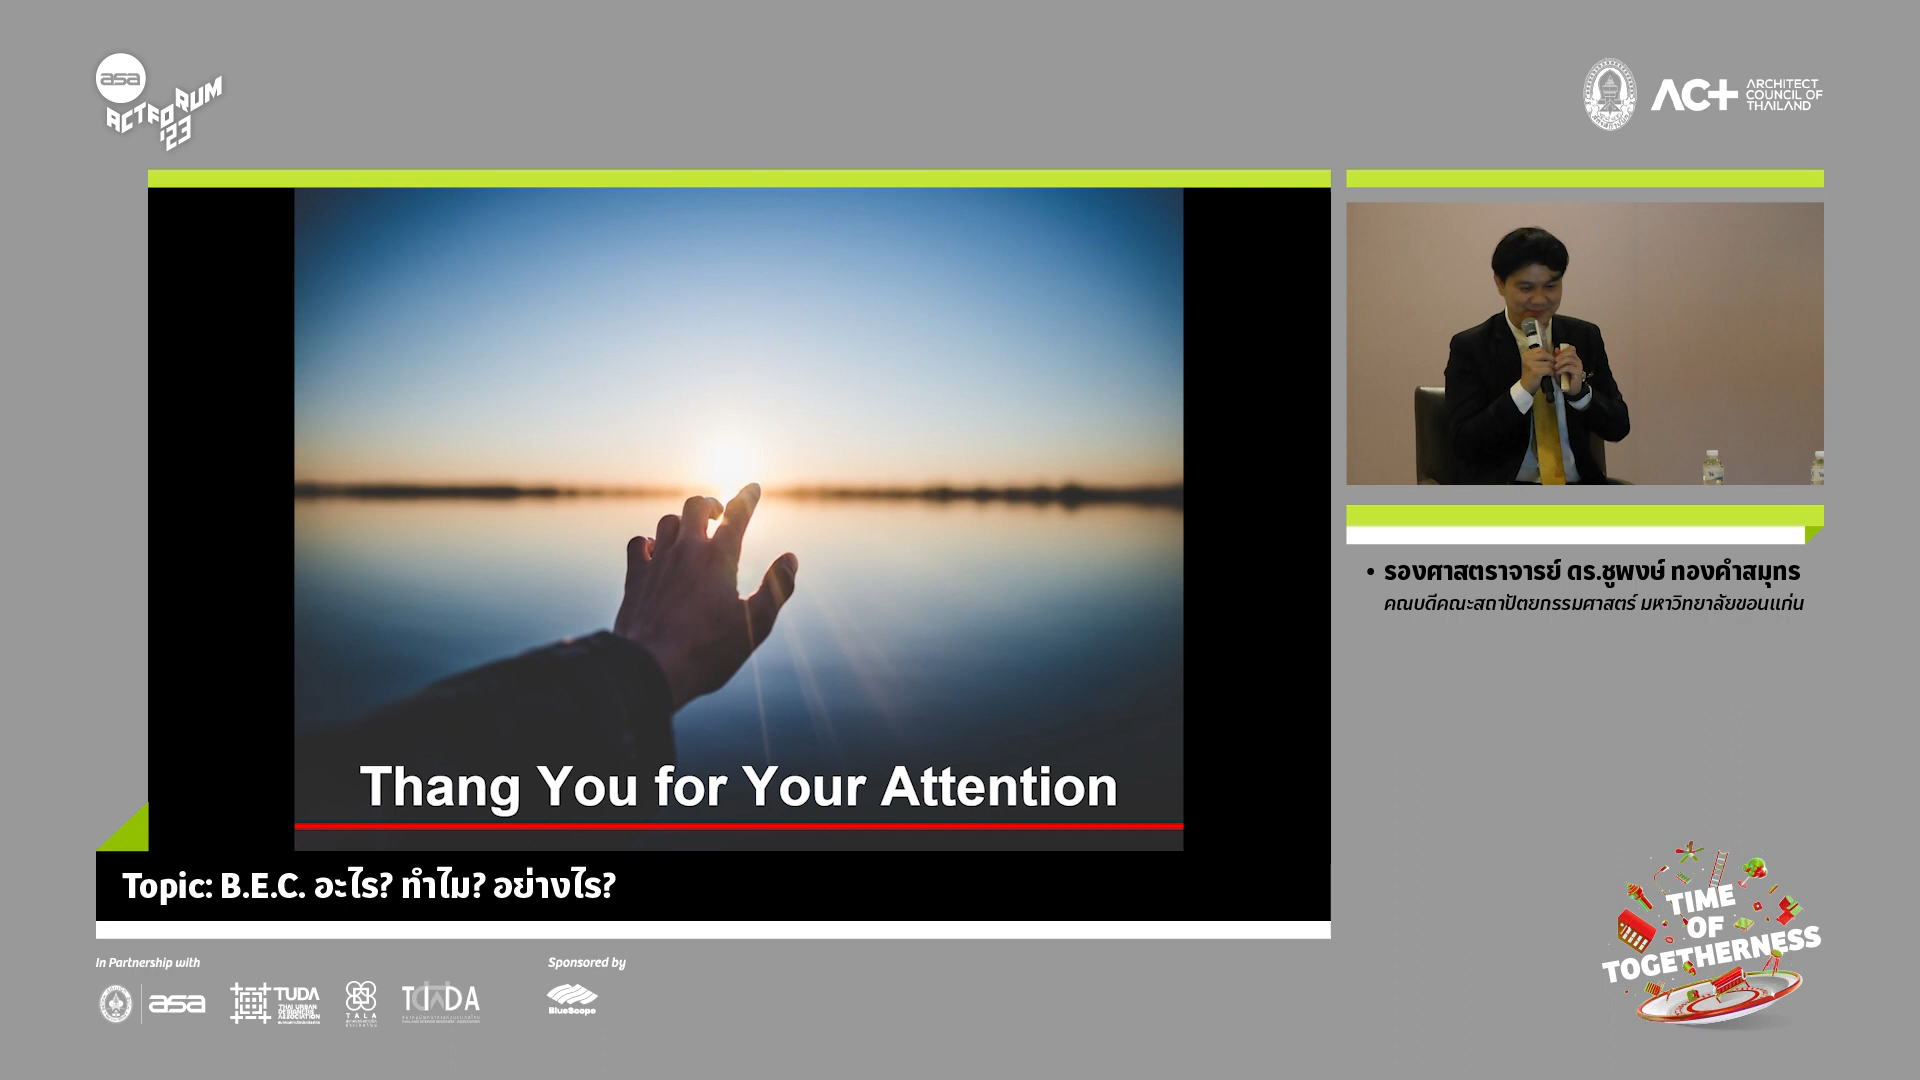 asa
ACTFORUM
'23
ACT
ARCHITECT
COUNCIL OF
THAILAND
Thang You for Your Attention
• รองศาสตราจารย์ ดร.ชูพงษ์ ทองคำสมุทร
คณบดีคณะสถาปัตยกรรมศาสตร์ มหาวิทยาลัยขอนแก่น
Topic: B.E.C. อะไร? ทำไม? อย่างไร?
TIME
OF
TOGETHERNESS
In Partnership with
Sponsored by
asa
TUDA
THAI URBAN
DESIGNERS
ASSOCIATION
TALA
TIDA
BlueScope